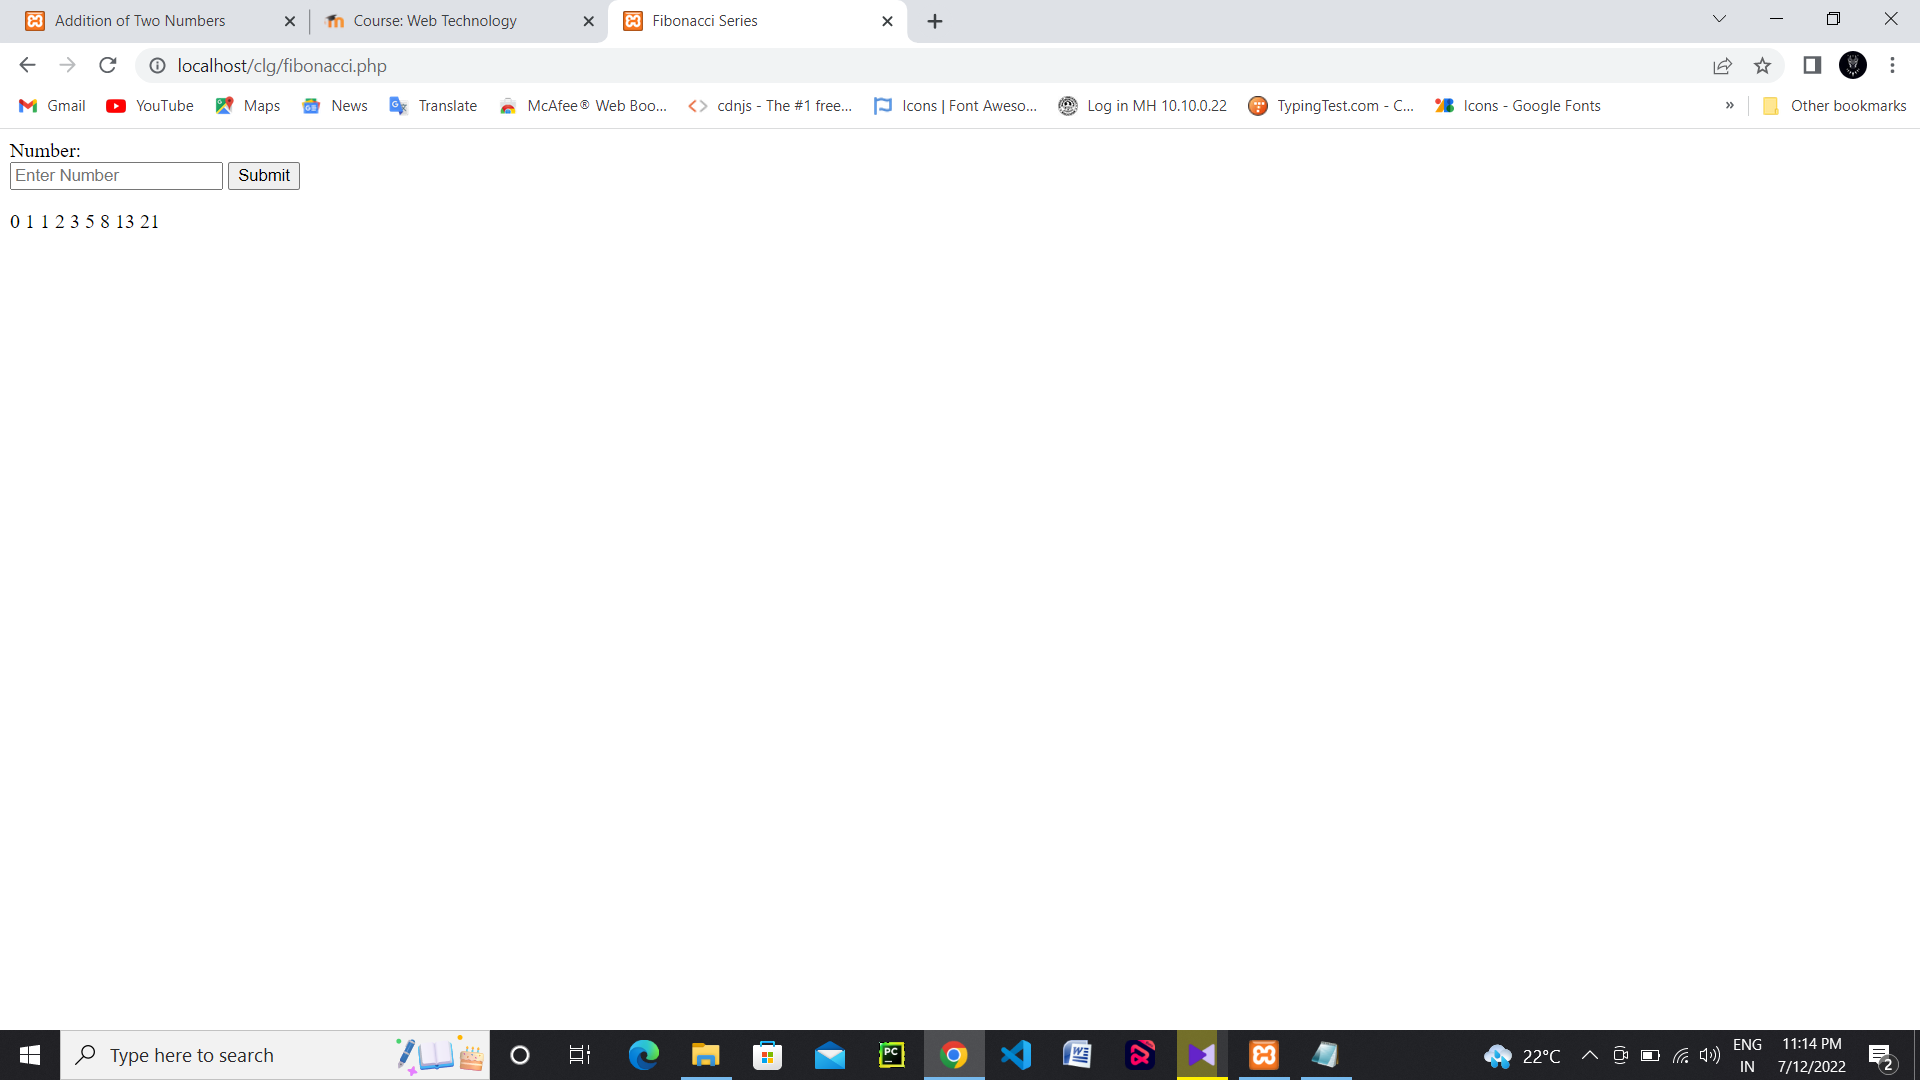 Addition of Two Numbers
Course: Web Technology
Fibonacci Series
localhost/clg/fibonacci.php
Gmail
YouTube
Maps
News
Translate
McAfee® Web Boo...
cdnjs - The #1 free...
Icons | Font Aweso...
Log in MH 10.10.0.22
TypingTest.com - C...
Icons - Google Fonts
»
Other bookmarks
Number:
Enter Number
Submit
0 1 1 2 3 5 8 13 21
Type here to search
PC
22°C
ENG
IN
11:14 PM
7/12/2022
2